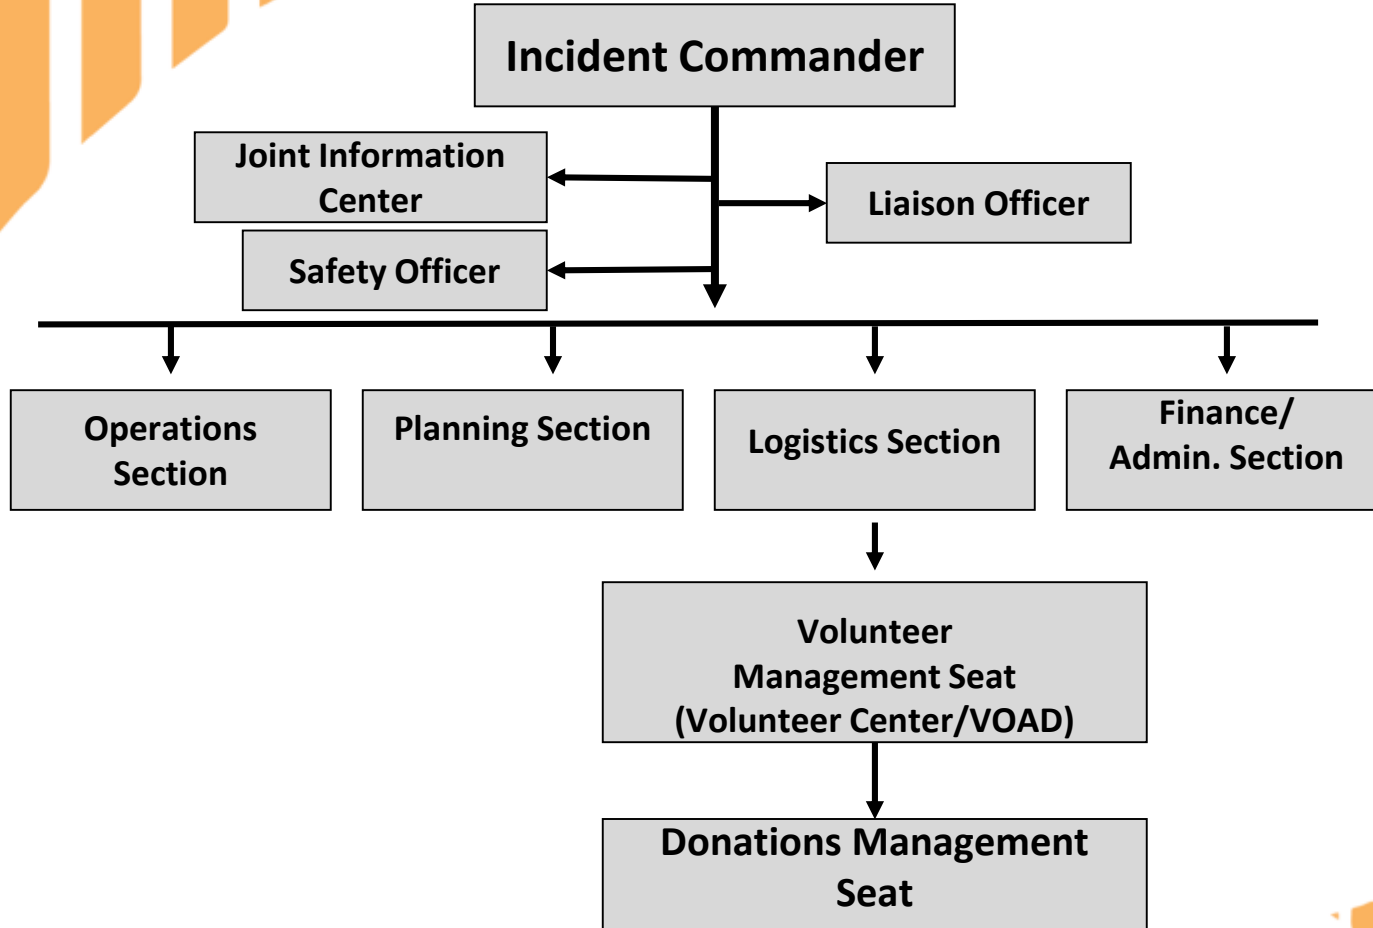 Incident Commander
Joint Information
Center
Liaison Officer
Safety Officer
Operations
Section
Planning Section
Logistics Section
Finance/
Admin. Section
Volunteer
Management Seat
(Volunteer Center/VOAD)
Donations Management
Seat